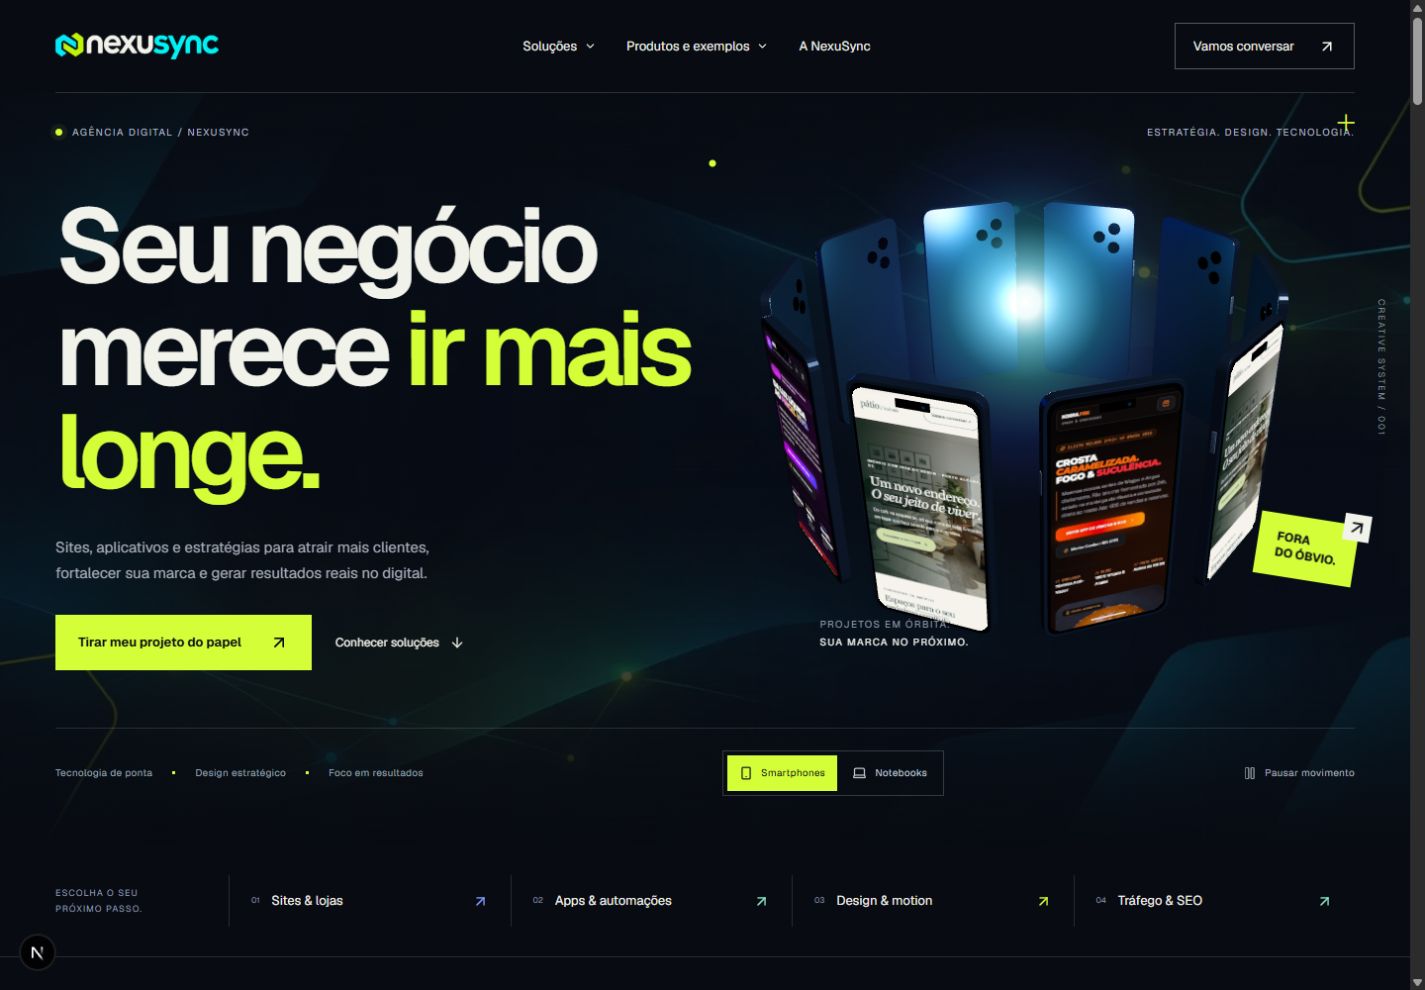 nexusync
Soluções
Produtos e exemplos
A NexuSync
Vamos conversar
AGÊNCIA DIGITAL / NEXUSYNC
ESTRATÉGIA. DESIGN. TECNOLOGIA.
Seu negócio
merece ir mais
longe.
Sites, aplicativos e estratégias para atrair mais clientes,
fortalecer sua marca e gerar resultados reais no digital.
Tirar meu projeto do papel
Conhecer soluções
CREATIVE SYSTEM / 001
pátio
Um novo endereço.
O seu jeito de viver.
Espaços para o seu
CROSTA
CARAMELIZADA.
FOGO & SUCULÊNCIA.
FORA
DO ÓBVIO.
PROJETOS EM ÓRBITA.
SUA MARCA NO PRÓXIMO.
Tecnologia de ponta
Design estratégico
Foco em resultados
Smartphones
Notebooks
Pausar movimento
ESCOLHA O SEU
PRÓXIMO PASSO.
01 Sites & lojas
02 Apps & automações
03 Design & motion
04 Tráfego & SEO
N